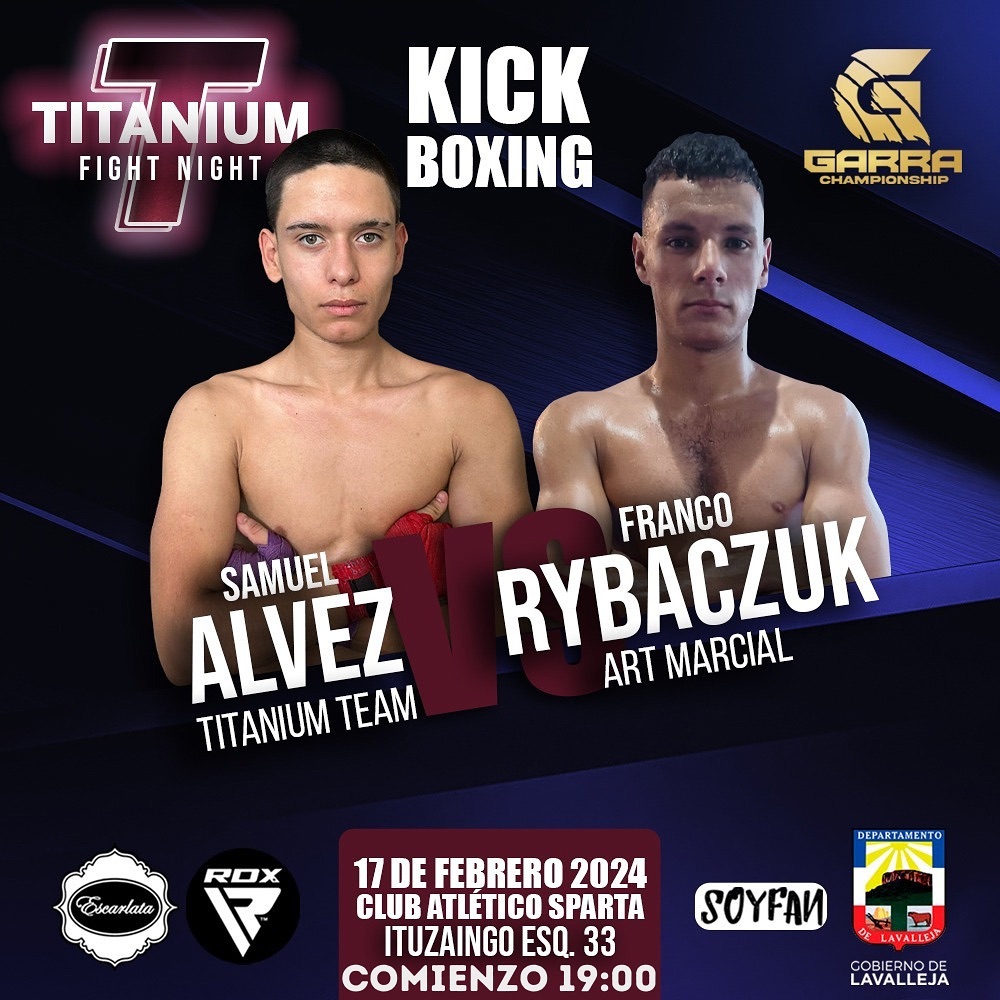 TITANIUM
FIGHT NIGHT
KICK
BOXING
GARRA
CHAMPIONSHIP
SAMUEL
ALVEZ
TITANIUM TEAM
VS
FRANCO
RYBACZUK
ART MARCIAL
Escarlata
RDX
17 DE FEBRERO 2024
CLUB ATLÉTICO SPARTA
ITUZAINGO ESQ. 33
COMIENZO 19:00
SOYFAN
DEPARTAMENTO
DE LAVALLEJA
GOBIERNO DE
LAVALLEJA